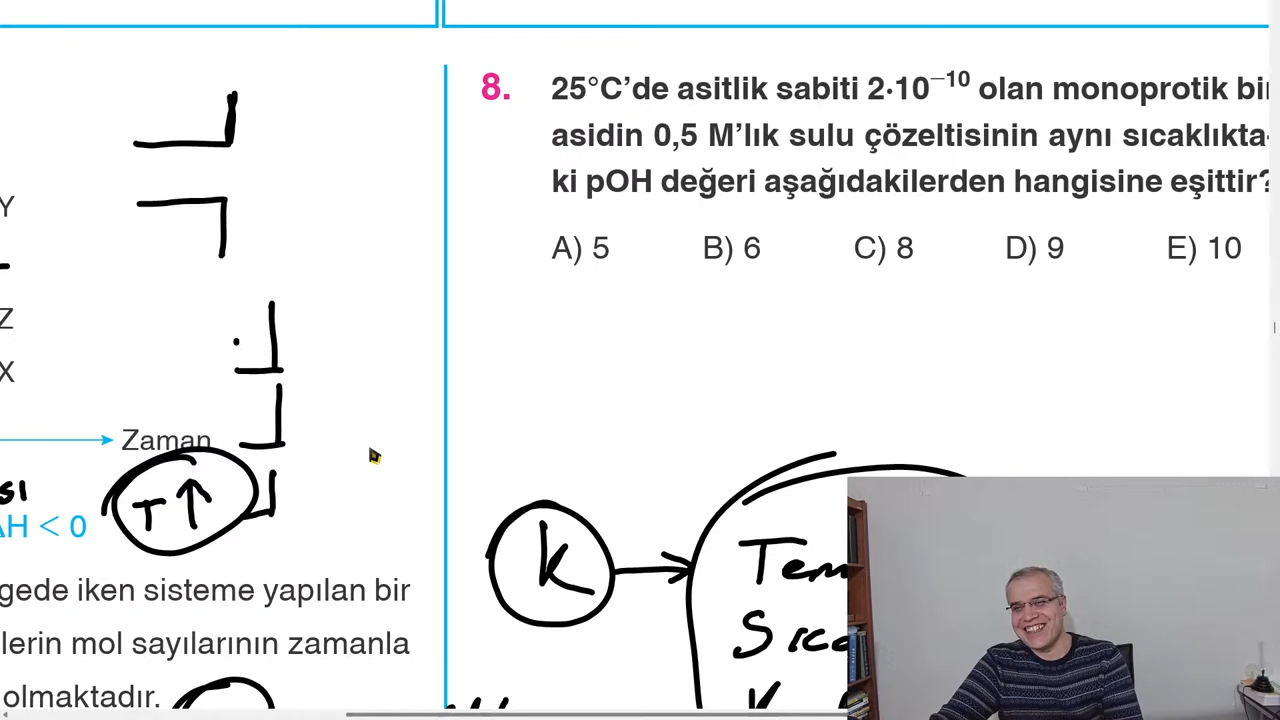 Y
Z
X
Zaman
T↑
sı
ΔH < 0
gede iken sisteme yapılan bir
lerin mol sayılarının zamanla
olmaktadır.
8. 25°C’de asitlik sabiti 2·10⁻¹⁰ olan monoprotik bir
asidin 0,5 M’lık sulu çözeltisinin aynı sıcaklıkta-
ki pOH değeri aşağıdakilerden hangisine eşittir?
A) 5 B) 6 C) 8 D) 9 E) 10
k
Tem
Sıca